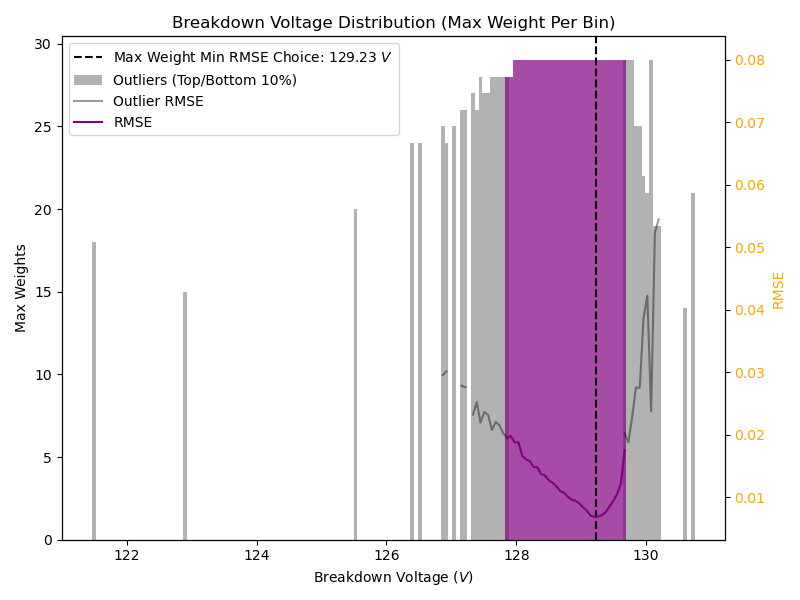 Breakdown Voltage Distribution (Max Weight Per Bin)
Max Weight Min RMSE Choice: 129.23 V
Outliers (Top/Bottom 10%)
Outlier RMSE
RMSE
30
25
20
15
10
5
0
Max Weights
0.08
0.07
0.06
0.05
0.04
0.03
0.02
0.01
RMSE
122
124
126
128
130
Breakdown Voltage (V)